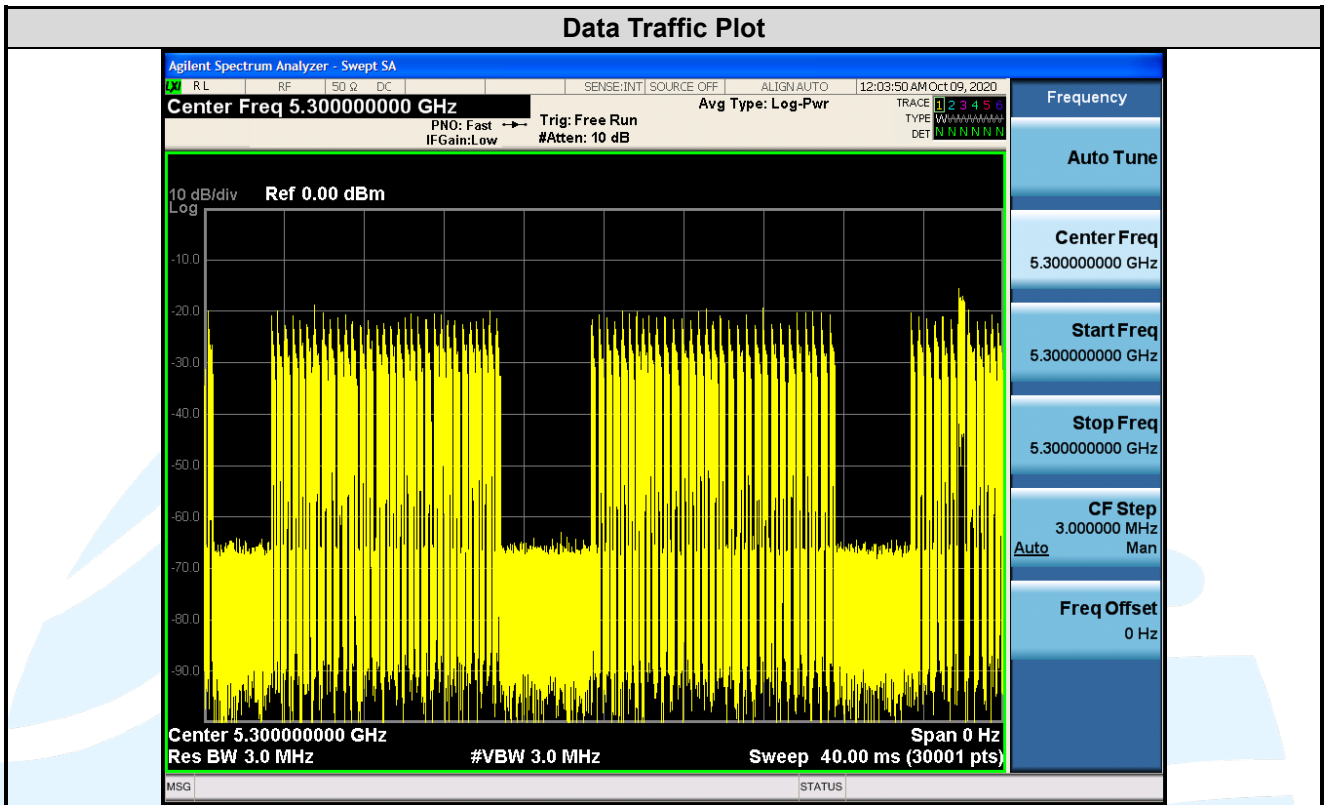 Data Traffic Plot
Agilent Spectrum Analyzer - Swept SA
LXI RL RF 50 Ω DC SENSE:INT SOURCE OFF ALIGN AUTO 12:03:50 AM Oct 09, 2020
Center Freq 5.300000000 GHz
PNO: Fast
IFGain:Low
Trig: Free Run
#Atten: 10 dB
Avg Type: Log-Pwr
TRACE 1 2 3 4 5 6
TYPE
DET N N N N N N
10 dB/div Ref 0.00 dBm
Log
-10.0
-20.0
-30.0
-40.0
-50.0
-60.0
-70.0
-80.0
-90.0
Center 5.300000000 GHz Span 0 Hz
Res BW 3.0 MHz #VBW 3.0 MHz Sweep 40.00 ms (30001 pts)
MSG STATUS
Frequency
Auto Tune
Center Freq
5.300000000 GHz
Start Freq
5.300000000 GHz
Stop Freq
5.300000000 GHz
CF Step
3.000000 MHz
Auto Man
Freq Offset
0 Hz